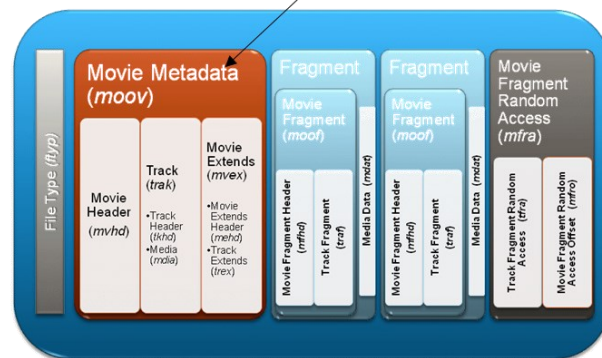 File Type (ftyp)
Movie Metadata
(moov)
Movie
Header
(mvhd)
Track
(trak)
•Track
Header
(tkhd)
•Media
(mdia)
Movie
Extends
(mvex)
•Movie
Extends
Header
(mehd)
•Track
Extends
(trex)
Fragment
Movie
Fragment
(moof)
Movie Fragment Header
(mfhd)
Track Fragment
(traf)
Media Data (mdat)
Fragment
Movie
Fragment
(moof)
Movie Fragment Header
(mfhd)
Track Fragment
(traf)
Media Data (mdat)
Movie
Fragment
Random
Access
(mfra)
Track Fragment Random
Access (tfra)
Movie Fragment Random
Access Offset (mfro)